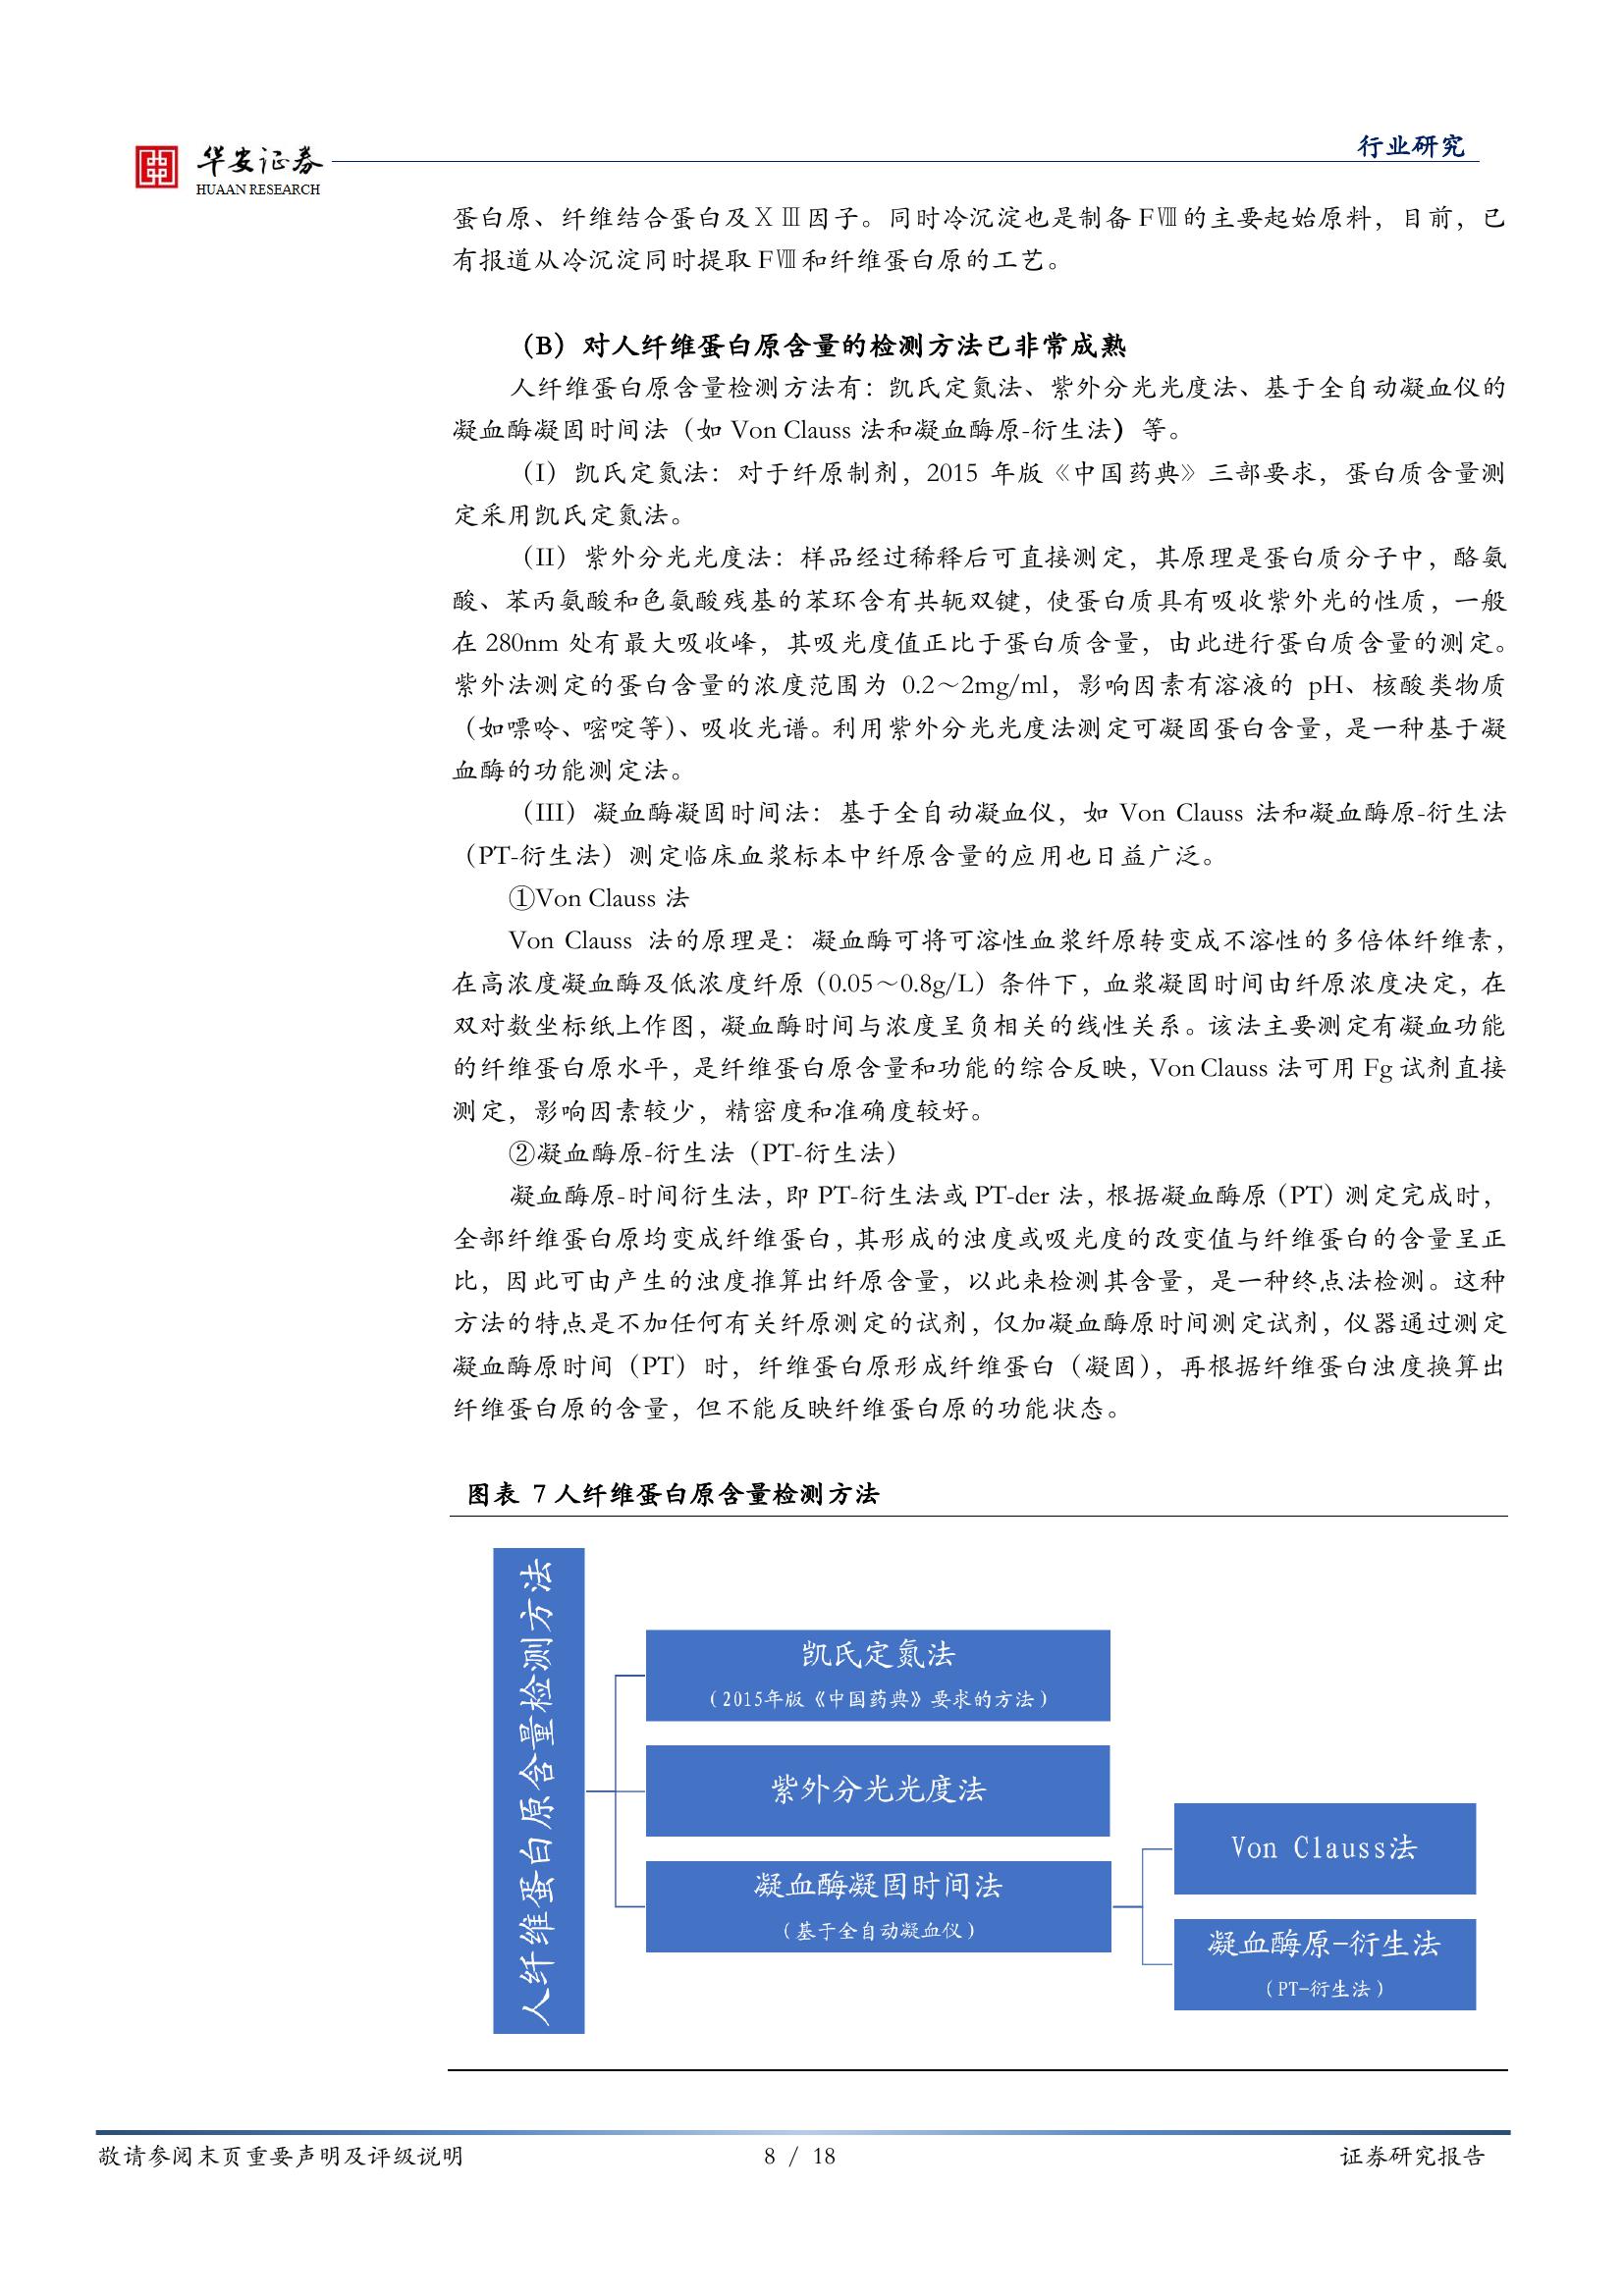 华安证券
HUAAN RESEARCH
行业研究
蛋白原、纤维结合蛋白及ⅩⅢ因子。同时冷沉淀也是制备 FⅧ的主要起始原料，目前，已
有报道从冷沉淀同时提取 FⅧ和纤维蛋白原的工艺。
（B）对人纤维蛋白原含量的检测方法已非常成熟
人纤维蛋白原含量检测方法有：凯氏定氮法、紫外分光光度法、基于全自动凝血仪的
凝血酶凝固时间法（如 Von Clauss 法和凝血酶原-衍生法）等。
（I）凯氏定氮法：对于纤原制剂，2015 年版《中国药典》三部要求，蛋白质含量测
定采用凯氏定氮法。
（II）紫外分光光度法：样品经过稀释后可直接测定，其原理是蛋白质分子中，酪氨
酸、苯丙氨酸和色氨酸残基的苯环含有共轭双键，使蛋白质具有吸收紫外光的性质，一般
在 280nm 处有最大吸收峰，其吸光度值正比于蛋白质含量，由此进行蛋白质含量的测定。
紫外法测定的蛋白含量的浓度范围为 0.2～2mg/ml，影响因素有溶液的 pH、核酸类物质
（如嘌呤、嘧啶等）、吸收光谱。利用紫外分光光度法测定可凝固蛋白含量，是一种基于凝
血酶的功能测定法。
（III）凝血酶凝固时间法：基于全自动凝血仪，如 Von Clauss 法和凝血酶原-衍生法
（PT-衍生法）测定临床血浆标本中纤原含量的应用也日益广泛。
①Von Clauss 法
Von Clauss 法的原理是：凝血酶可将可溶性血浆纤原转变成不溶性的多倍体纤维素，
在高浓度凝血酶及低浓度纤原（0.05～0.8g/L）条件下，血浆凝固时间由纤原浓度决定，在
双对数坐标纸上作图，凝血酶时间与浓度呈负相关的线性关系。该法主要测定有凝血功能
的纤维蛋白原水平，是纤维蛋白原含量和功能的综合反映，Von Clauss 法可用 Fg 试剂直接
测定，影响因素较少，精密度和准确度较好。
②凝血酶原-衍生法（PT-衍生法）
凝血酶原-时间衍生法，即 PT-衍生法或 PT-der 法，根据凝血酶原（PT）测定完成时，
全部纤维蛋白原均变成纤维蛋白，其形成的浊度或吸光度的改变值与纤维蛋白的含量呈正
比，因此可由产生的浊度推算出纤原含量，以此来检测其含量，是一种终点法检测。这种
方法的特点是不加任何有关纤原测定的试剂，仅加凝血酶原时间测定试剂，仪器通过测定
凝血酶原时间（PT）时，纤维蛋白原形成纤维蛋白（凝固），再根据纤维蛋白浊度换算出
纤维蛋白原的含量，但不能反映纤维蛋白原的功能状态。
图表 7 人纤维蛋白原含量检测方法
人纤维蛋白原含量检测方法
凯氏定氮法
（2015年版《中国药典》要求的方法）
紫外分光光度法
凝血酶凝固时间法
（基于全自动凝血仪）
Von Clauss法
凝血酶原-衍生法
（PT-衍生法）
敬请参阅末页重要声明及评级说明
8 / 18
证券研究报告